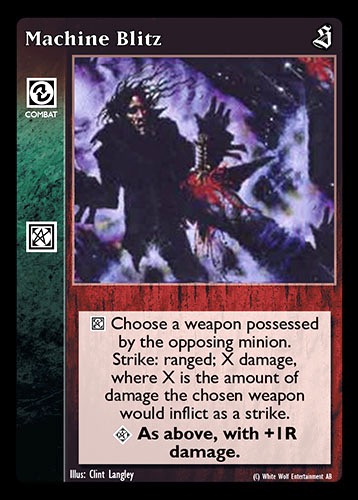 Machine Blitz
COMBAT
Choose a weapon possessed
by the opposing minion.
Strike: ranged; X damage,
where X is the amount of
damage the chosen weapon
would inflict as a strike.
As above, with +1R
damage.
Illus: Clint Langley
(C) White Wolf Entertainment AB